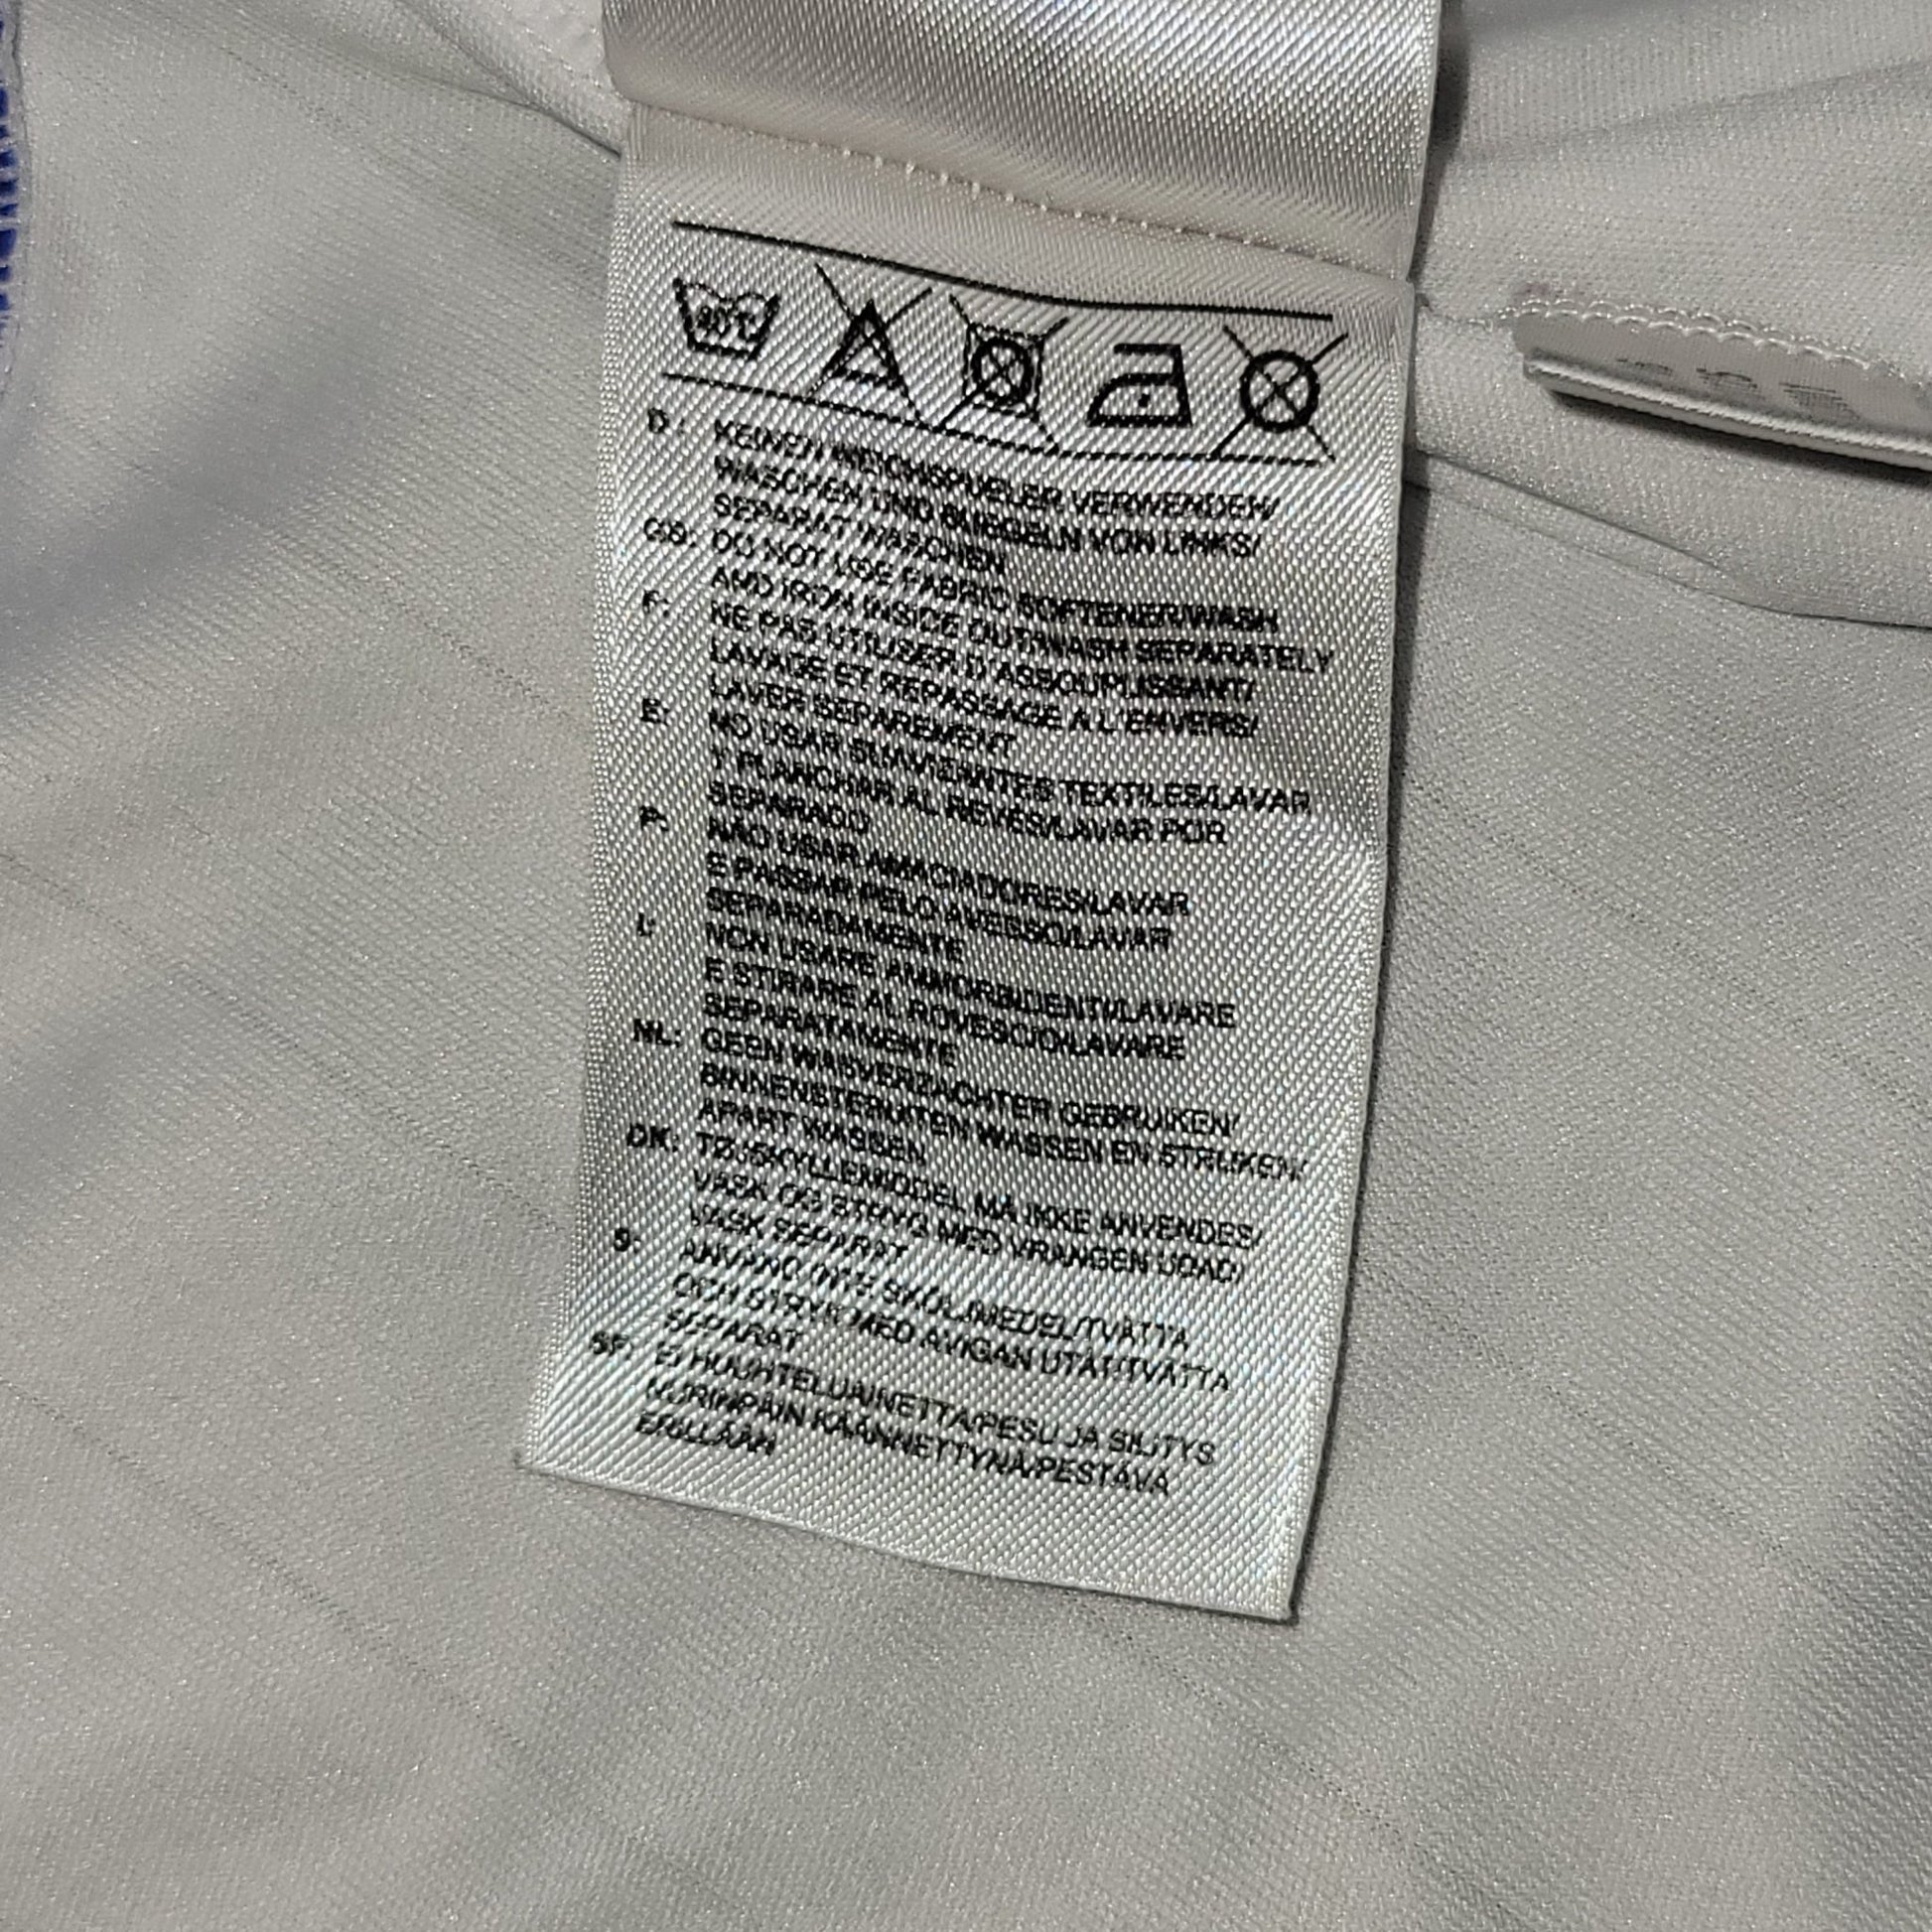 40°C
D: KEINEN WEICHSPUELER VERWENDEN/
WASCHEN UND BUEGELN VON LINKS/
SEPARAT WASCHEN
GB: DO NOT USE FABRIC SOFTENER/WASH
AND IRON INSIDE OUT/WASH SEPARATELY
F: NE PAS UTILISER D'ASSOUPLISSANT/
LAVAGE ET REPASSAGE A L'ENVERS/
LAVER SEPAREMENT
E: NO USAR SUAVIZANTES TEXTILES/LAVAR
Y PLANCHAR AL REVES/LAVAR POR
SEPARADO
P: NÃO USAR AMACIADORES/LAVAR
E PASSAR PELO AVESSO/LAVAR
SEPARADAMENTE
I: NON USARE AMMORBIDENTI/LAVARE
E STIRARE AL ROVESCIO/LAVARE
SEPARATAMENTE
NL: GEEN WASVERZACHTER GEBRUIKEN/
BINNENSTEBUITEN WASSEN EN STRIJKEN/
APART WASSEN
DK: TØJSKYLLEMIDDEL MÅ IKKE ANVENDES/
VASK OG STRYG MED VRANGEN UDAD/
VASK SEPARAT
S: ANVÄND INTE SKÖLJMEDEL/TVÄTTA
OCH STRYK MED AVIGAN UTÅT/TVÄTTA
SEPARAT
SF: EI HUUHTELUAINETTA/PESU JA SILITYS
NURINPÄIN KÄÄNNETTYNÄ/PESTÄVÄ
ERILLÄÄN